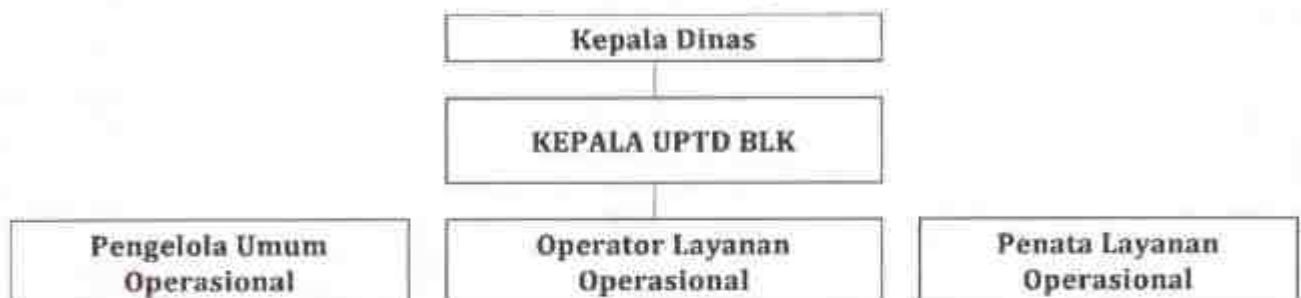 Kepala Dinas
KEPALA UPTD BLK
Pengelola Umum
Operasional
Operator Layanan
Operasional
Penata Layanan
Operasional